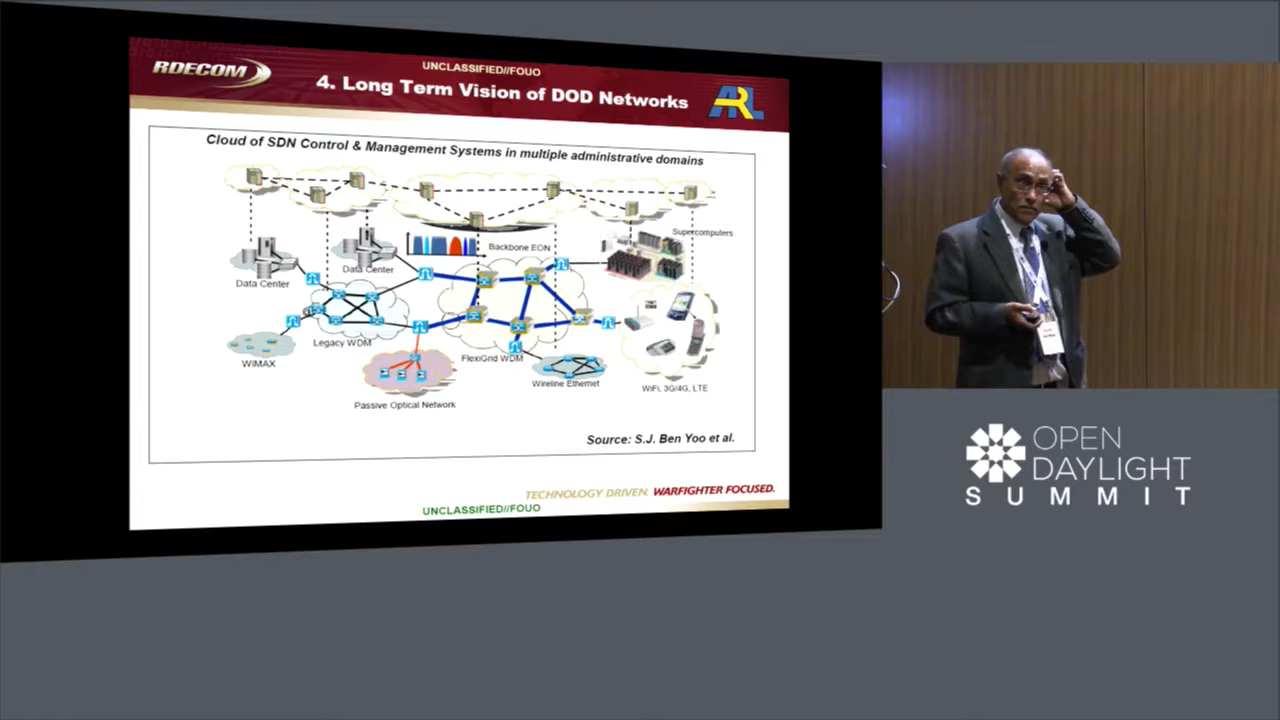 RDECOM
UNCLASSIFIED//FOUO
4. Long Term Vision of DOD Networks
ARL
Cloud of SDN Control & Management Systems in multiple administrative domains
Supercomputers
Backbone EON
Data Center
Data Center
Legacy WDM
FlexiGrid WDM
WIMAX
Wireline Ethernet
WiFi, 3G/4G, LTE
Passive Optical Network
Source: S.J. Ben Yoo et al.
TECHNOLOGY DRIVEN. WARFIGHTER FOCUSED.
UNCLASSIFIED//FOUO
OPEN
DAYLIGHT
SUMMIT